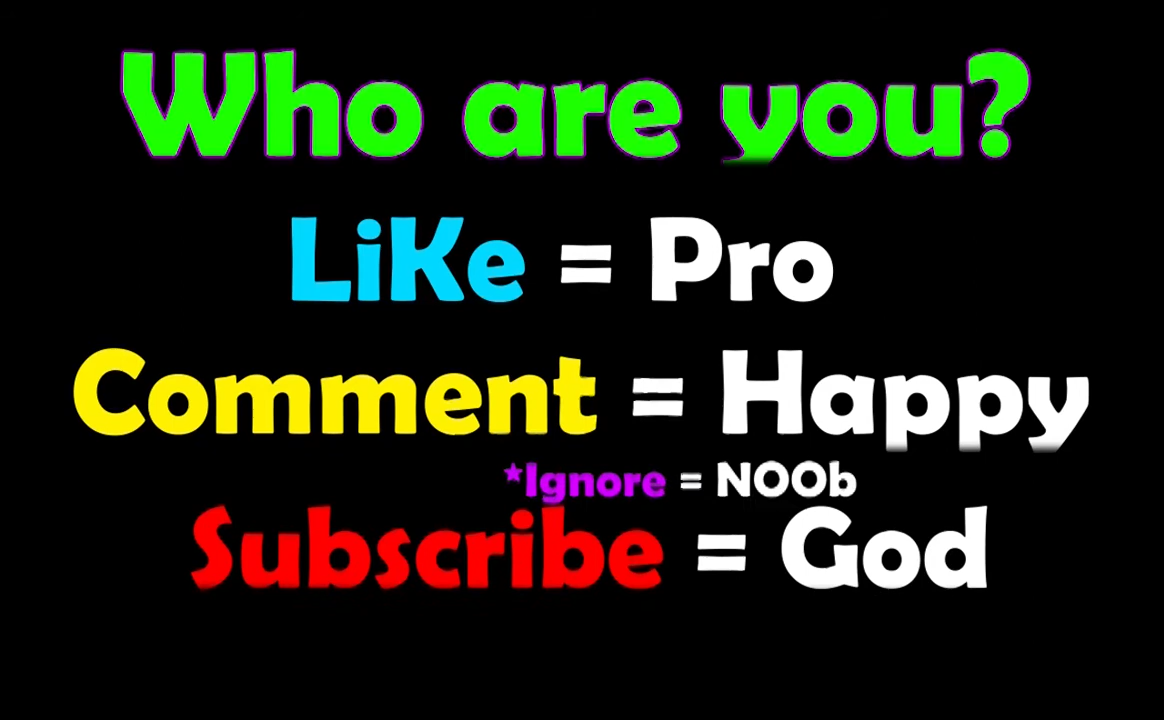 Who are you?
LiKe = Pro
Comment = Happy
*Ignore = NOOb
Subscribe = God